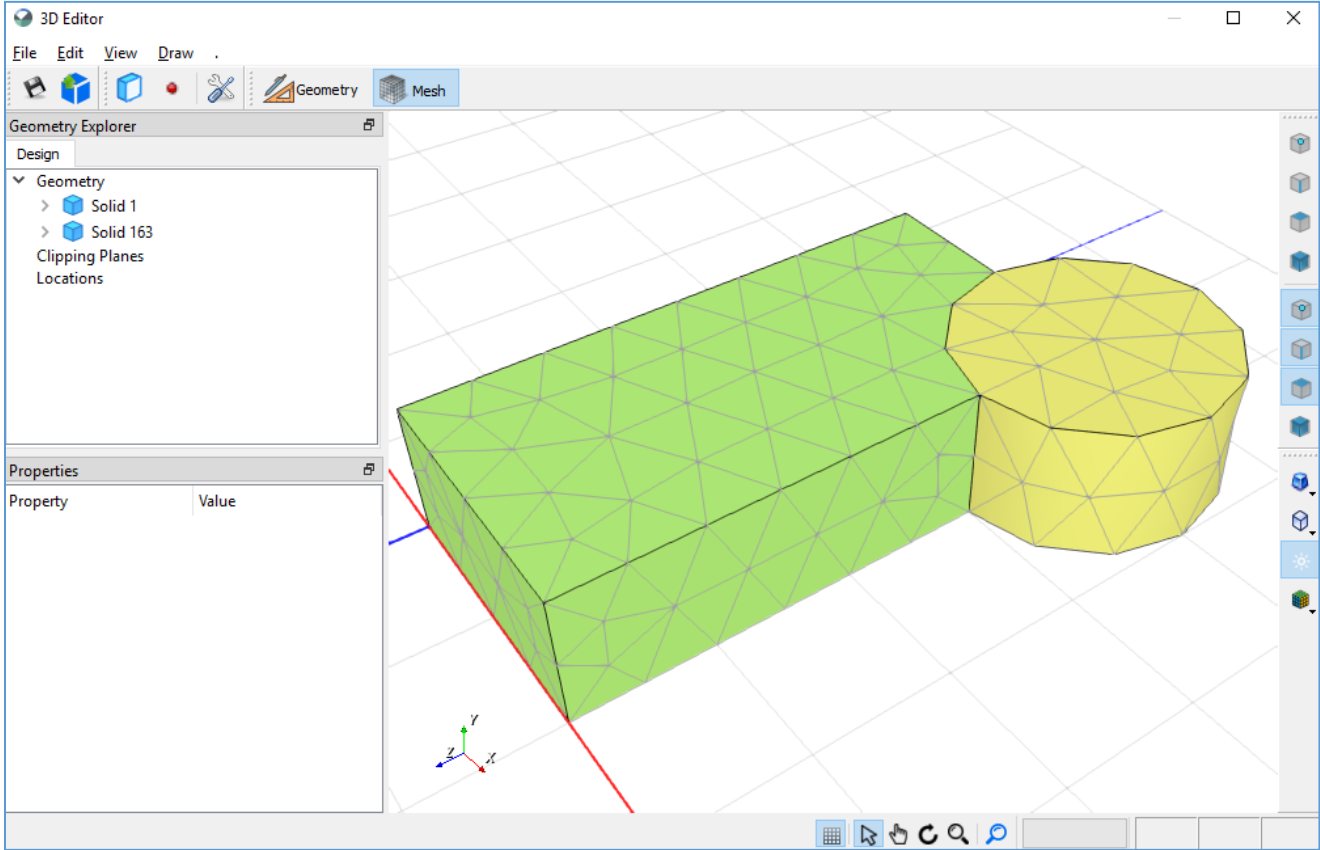 3D Editor
File Edit View Draw .
Geometry Mesh
Geometry Explorer
Design
Geometry
Solid 1
Solid 163
Clipping Planes
Locations
Properties
Property Value
Y
Z X